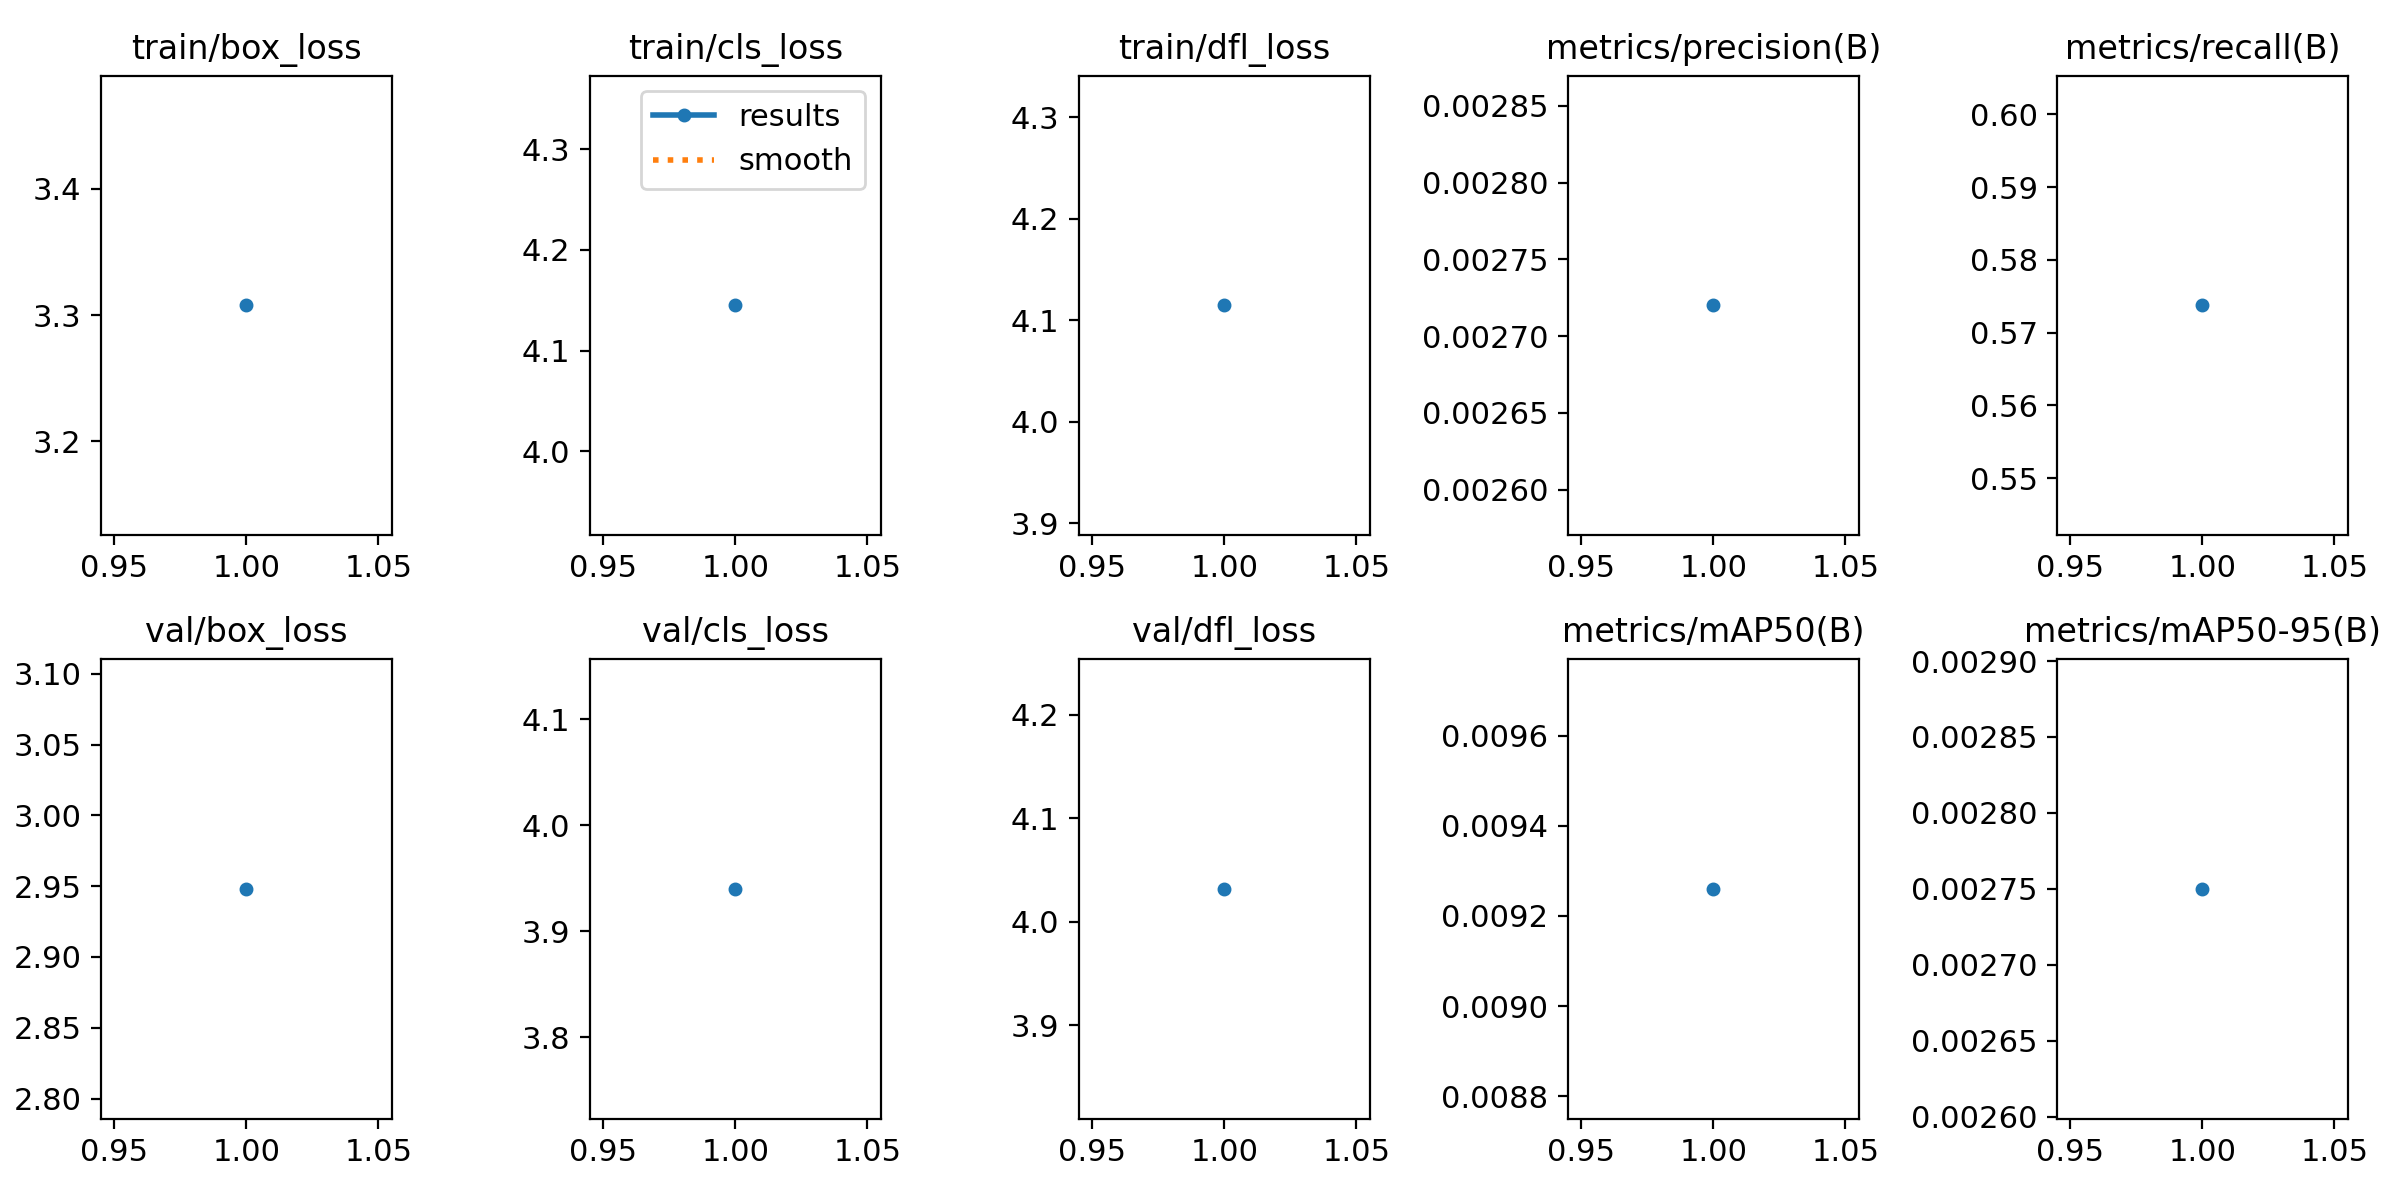 train/box_loss
3.4
3.3
3.2
0.95 1.00 1.05
train/cls_loss
results
smooth
4.3
4.2
4.1
4.0
0.95 1.00 1.05
train/dfl_loss
4.3
4.2
4.1
4.0
3.9
0.95 1.00 1.05
metrics/precision(B)
0.00285
0.00280
0.00275
0.00270
0.00265
0.00260
0.95 1.00 1.05
metrics/recall(B)
0.60
0.59
0.58
0.57
0.56
0.55
0.95 1.00 1.05
val/box_loss
3.10
3.05
3.00
2.95
2.90
2.85
2.80
0.95 1.00 1.05
val/cls_loss
4.1
4.0
3.9
3.8
0.95 1.00 1.05
val/dfl_loss
4.2
4.1
4.0
3.9
0.95 1.00 1.05
metrics/mAP50(B)
0.0096
0.0094
0.0092
0.0090
0.0088
0.95 1.00 1.05
metrics/mAP50-95(B)
0.00290
0.00285
0.00280
0.00275
0.00270
0.00265
0.00260
0.95 1.00 1.05